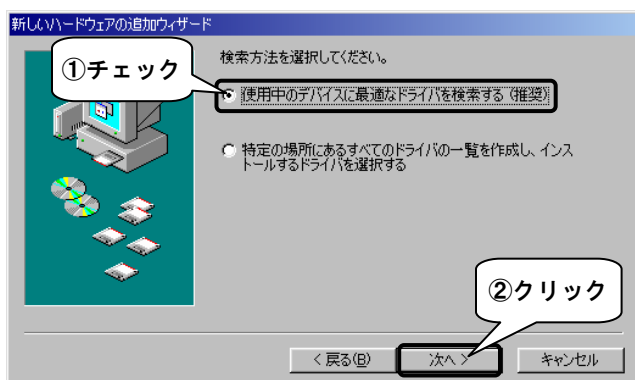 新しいハードウェアの追加ウィザード
検索方法を選択してください。
①チェック
使用中のデバイスに最適なドライバを検索する (推奨)
特定の場所にあるすべてのドライバの一覧を作成し、インス
トールするドライバを選択する
②クリック
< 戻る(B)
次へ >
キャンセル